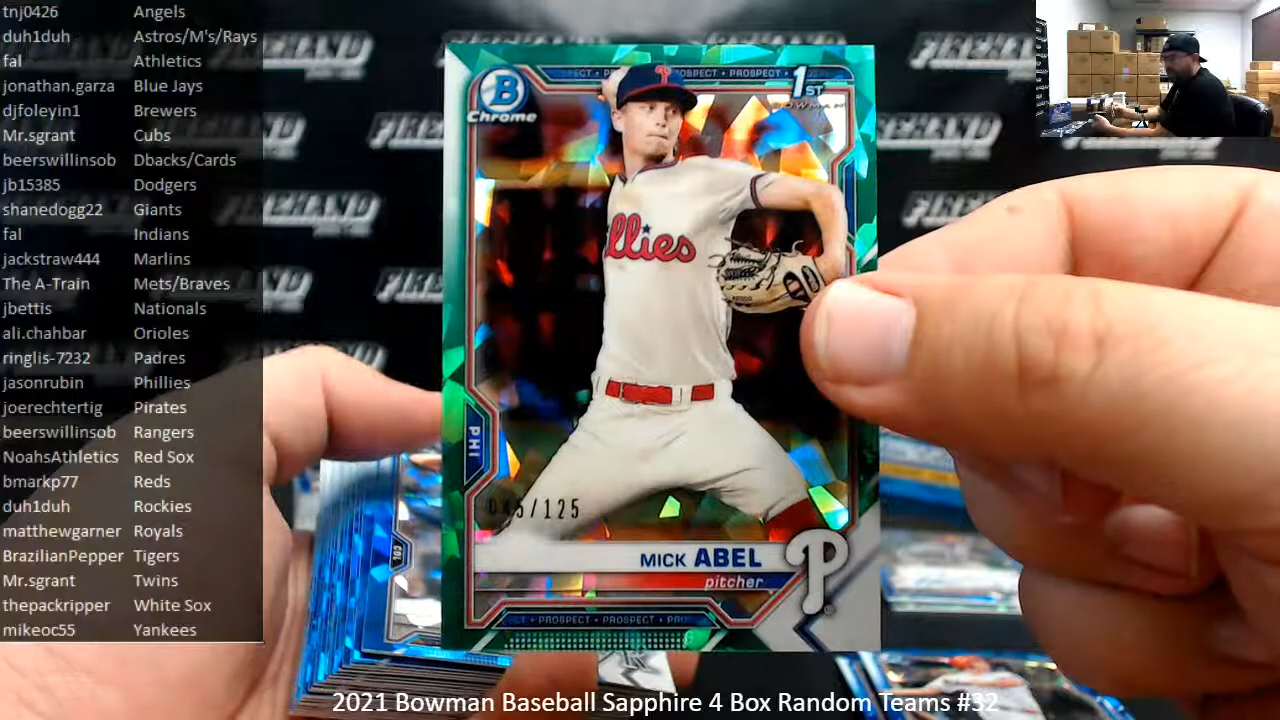 tnj0426 Angels
duh1duh Astros/M's/Rays
fal Athletics
jonathan.garza Blue Jays
djfoleyin1 Brewers
Mr.sgrant Cubs
beerswillinsob Dbacks/Cards
jb15385 Dodgers
shanedogg22 Giants
fal Indians
jackstraw444 Marlins
The A-Train Mets/Braves
jbettis Nationals
ali.chahbar Orioles
ringlis-7232 Padres
jasonrubin Phillies
joerechtertig Pirates
beerswillinsob Rangers
NoahsAthletics Red Sox
bmarkp77 Reds
duh1duh Rockies
matthewgarner Royals
BrazilianPepper Tigers
Mr.sgrant Twins
thepackripper White Sox
mikeoc55 Yankees
FIREHAND
PROSPECT • PROSPECT
B
Chrome
1ST
BOWMAN
P
llies
PHI
/125
MICK ABEL
pitcher
P
PROSPECT • PROSPECT
COL
2021 Bowman Baseball Sapphire 4 Box Random Teams #32